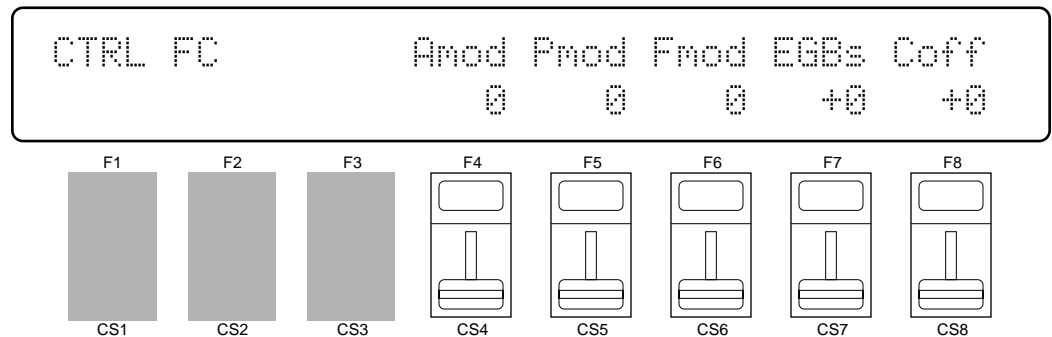 CTRL FC Amod Pmod Fmod EGBs Coff
0 0 0 +0 +0
F1 F2 F3 F4 F5 F6 F7 F8
CS1 CS2 CS3 CS4 CS5 CS6 CS7 CS8